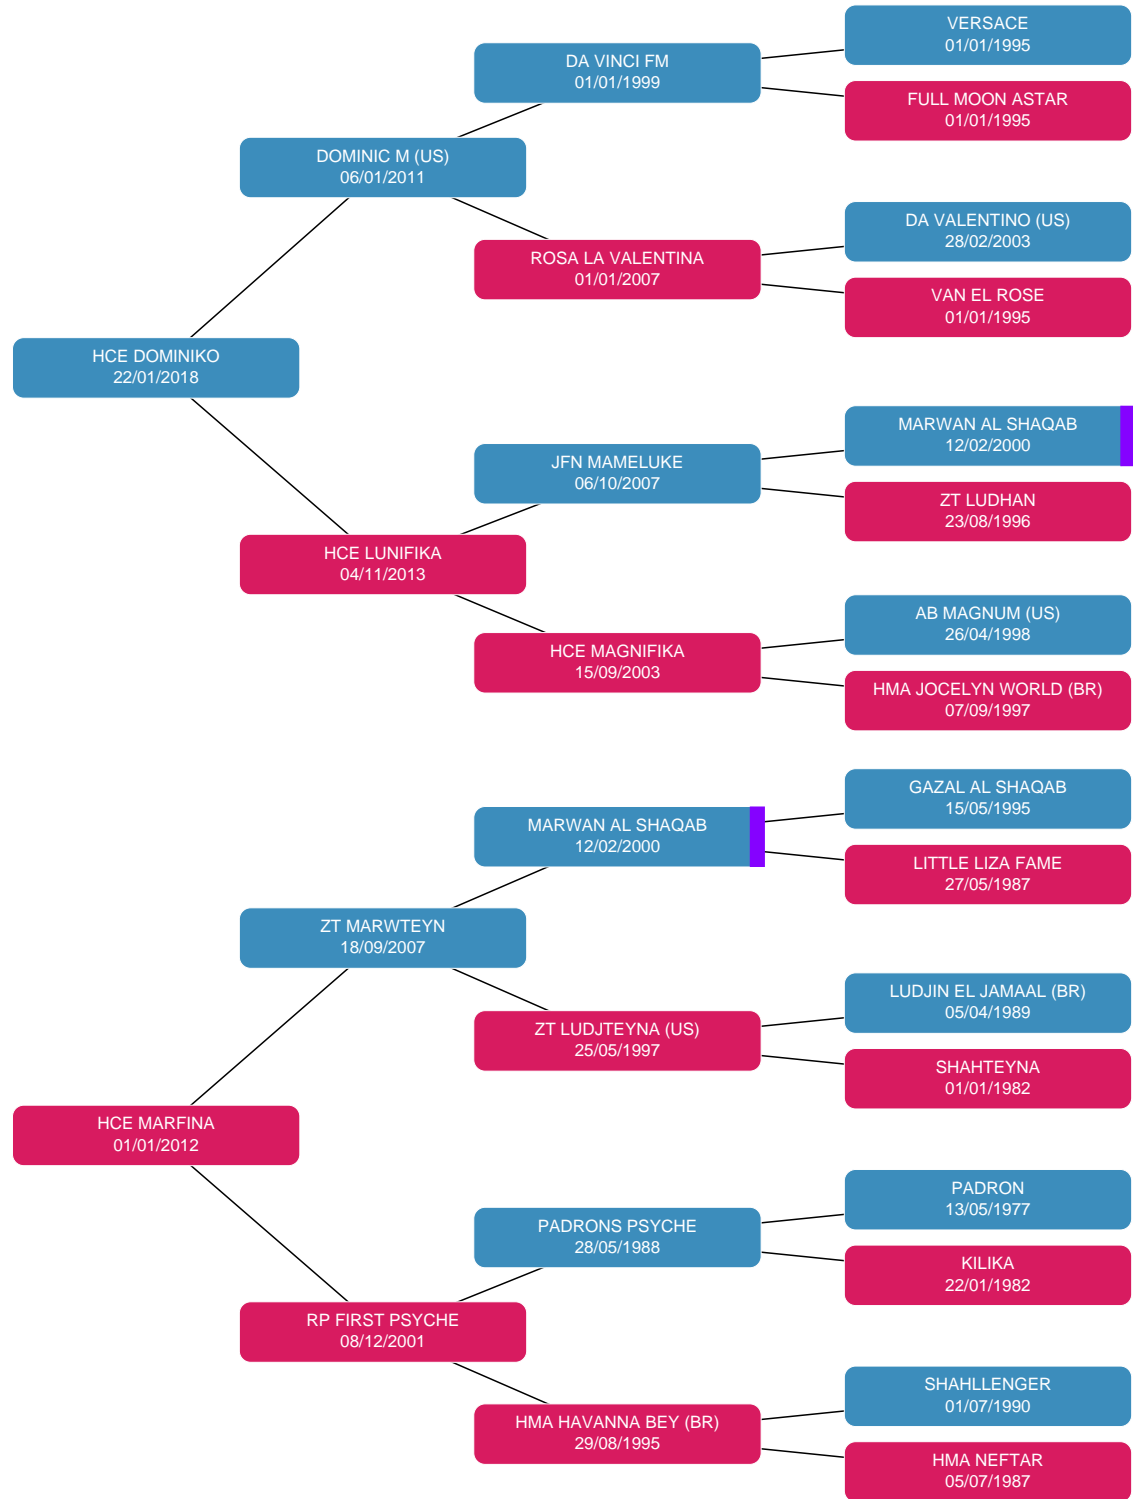 VERSACE
01/01/1995
DA VINCI FM
01/01/1999
FULL MOON ASTAR
01/01/1995
DOMINIC M (US)
06/01/2011
DA VALENTINO (US)
28/02/2003
ROSA LA VALENTINA
01/01/2007
VAN EL ROSE
01/01/1995
HCE DOMINIKO
22/01/2018
MARWAN AL SHAQAB
12/02/2000
JFN MAMELUKE
06/10/2007
ZT LUDHAN
23/08/1996
HCE LUNIFIKA
04/11/2013
AB MAGNUM (US)
26/04/1998
HCE MAGNIFIKA
15/09/2003
HMA JOCELYN WORLD (BR)
07/09/1997
GAZAL AL SHAQAB
15/05/1995
MARWAN AL SHAQAB
12/02/2000
LITTLE LIZA FAME
27/05/1987
ZT MARWTEYN
18/09/2007
LUDJIN EL JAMAAL (BR)
05/04/1989
ZT LUDJTEYNA (US)
25/05/1997
SHAHTEYNA
01/01/1982
HCE MARFINA
01/01/2012
PADRON
13/05/1977
PADRONS PSYCHE
28/05/1988
KILIKA
22/01/1982
RP FIRST PSYCHE
08/12/2001
SHAHLLENGER
01/07/1990
HMA HAVANNA BEY (BR)
29/08/1995
HMA NEFTAR
05/07/1987